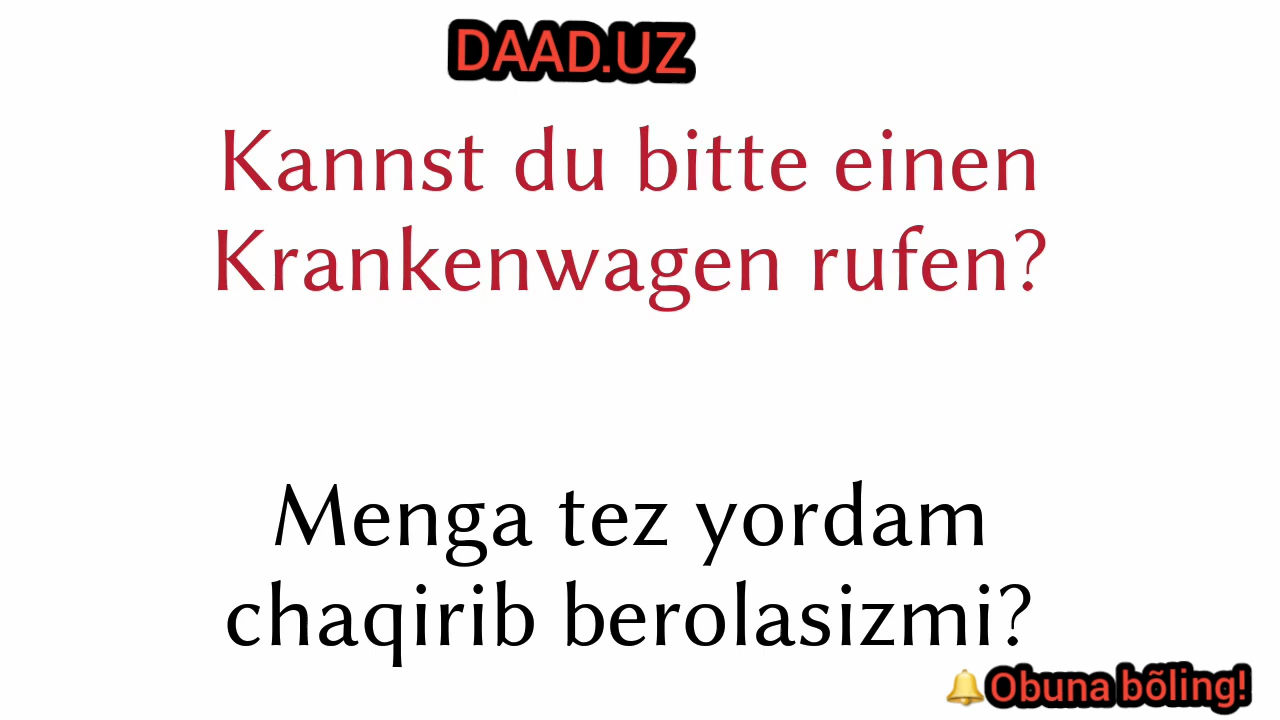 DAAD.UZ
Kannst du bitte einen
Krankenwagen rufen?
Menga tez yordam
chaqirib berolasizmi?
🔔Obuna bõling!